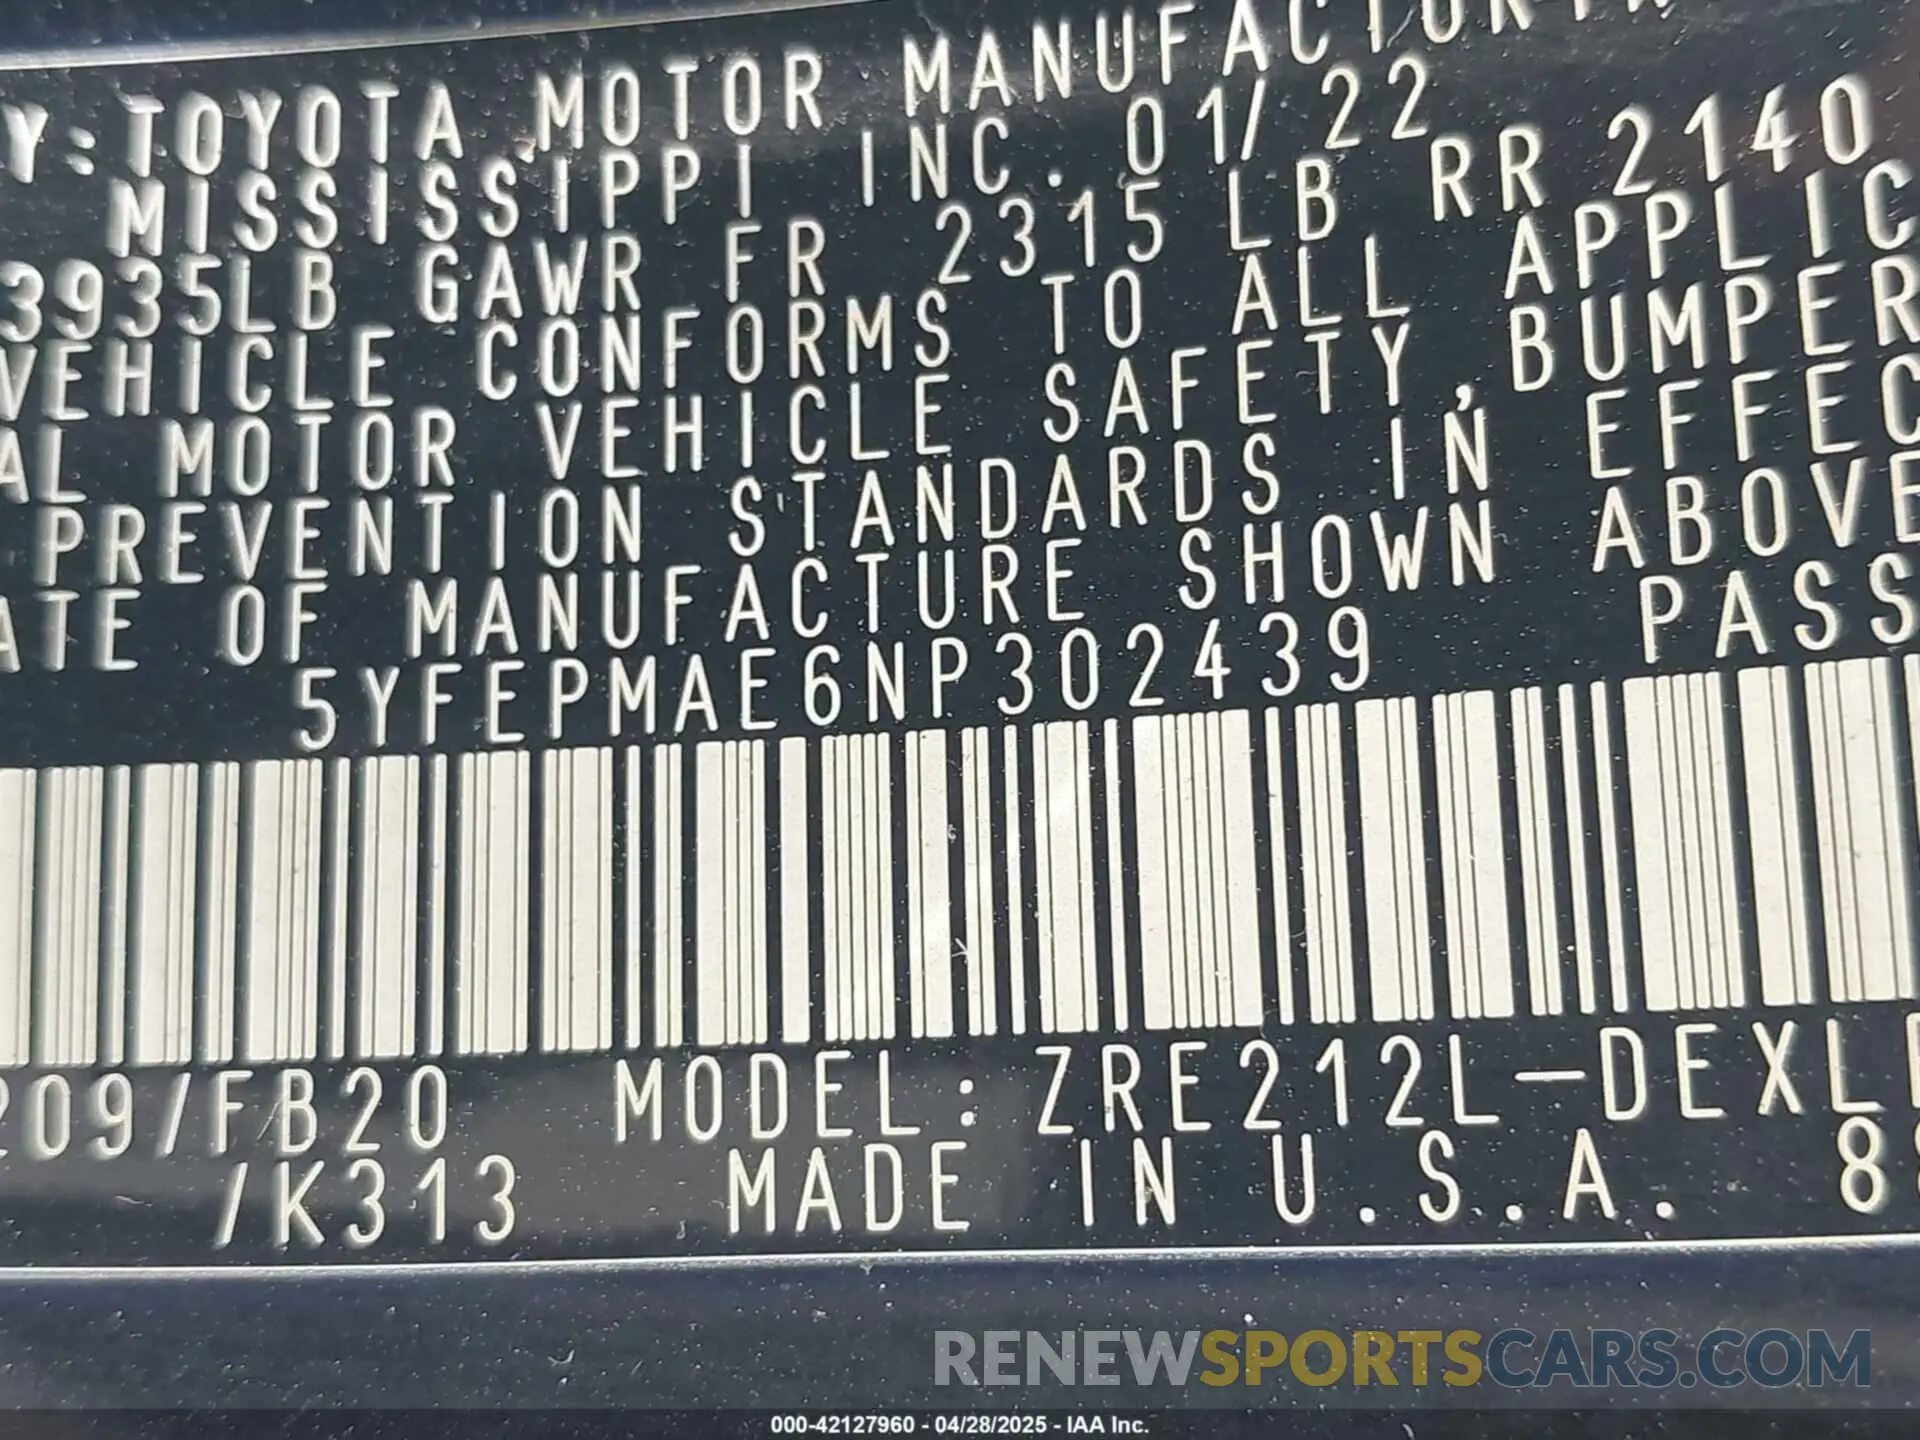 Y:TOYOTA MOTOR MANUFACTURIN
MISSISSIPPI INC. 01/22
3935LB GAWR FR 2315 LB RR 2140
VEHICLE CONFORMS TO ALL APPLIC
AL MOTOR VEHICLE SAFETY,BUMPER
PREVENTION STANDARDS IN EFFEC
ATE OF MANUFACTURE SHOWN ABOVE
5YFEPMAE6NP302439 PASS
209/FB20 MODEL: ZRE212L-DEXL
/K313 MADE IN U.S.A. 88
RENEWSPORTSCARS.COM
000-42127960 - 04/28/2025 - IAA Inc.